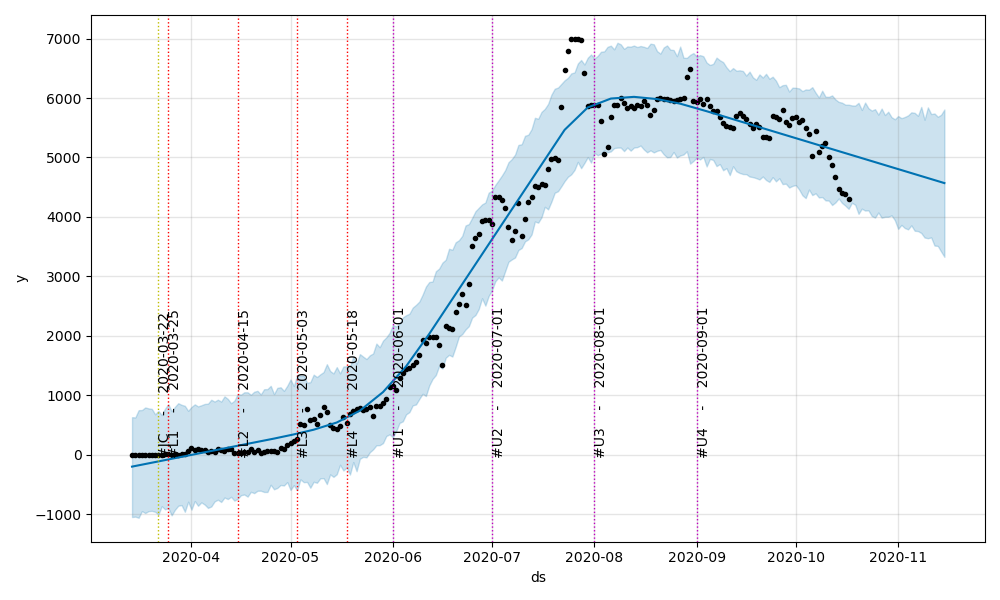 7000
6000
5000
4000
3000
2000
1000
0
−1000
y
#JC - 2020-03-22
#L1 - 2020-03-25
#L2 - 2020-04-15
#L3 - 2020-05-03
#L4 - 2020-05-18
#U1 - 2020-06-01
#U2 - 2020-07-01
#U3 - 2020-08-01
#U4 - 2020-09-01
2020-04
2020-05
2020-06
2020-07
2020-08
2020-09
2020-10
2020-11
ds